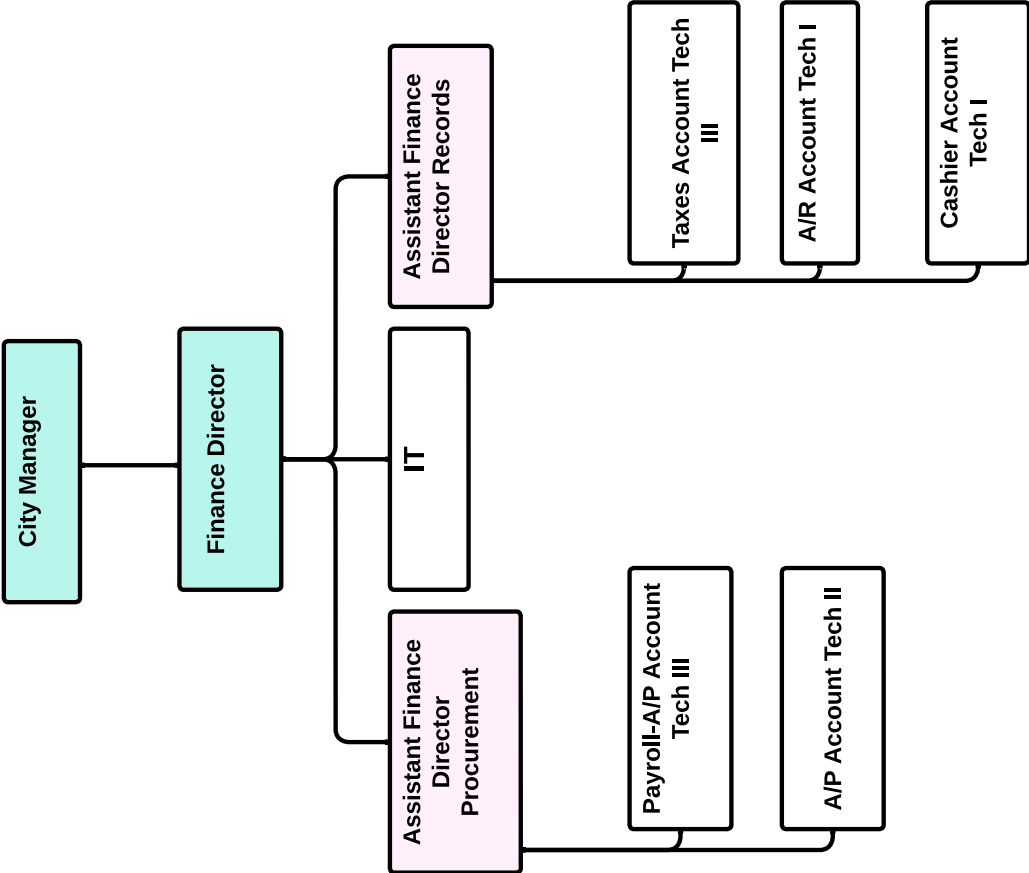 City Manager
Finance Director
Assistant Finance
Director
Procurement
IT
Assistant Finance
Director Records
Payroll-A/P Account
Tech III
A/P Account Tech II
Taxes Account Tech
III
A/R Account Tech I
Cashier Account
Tech I